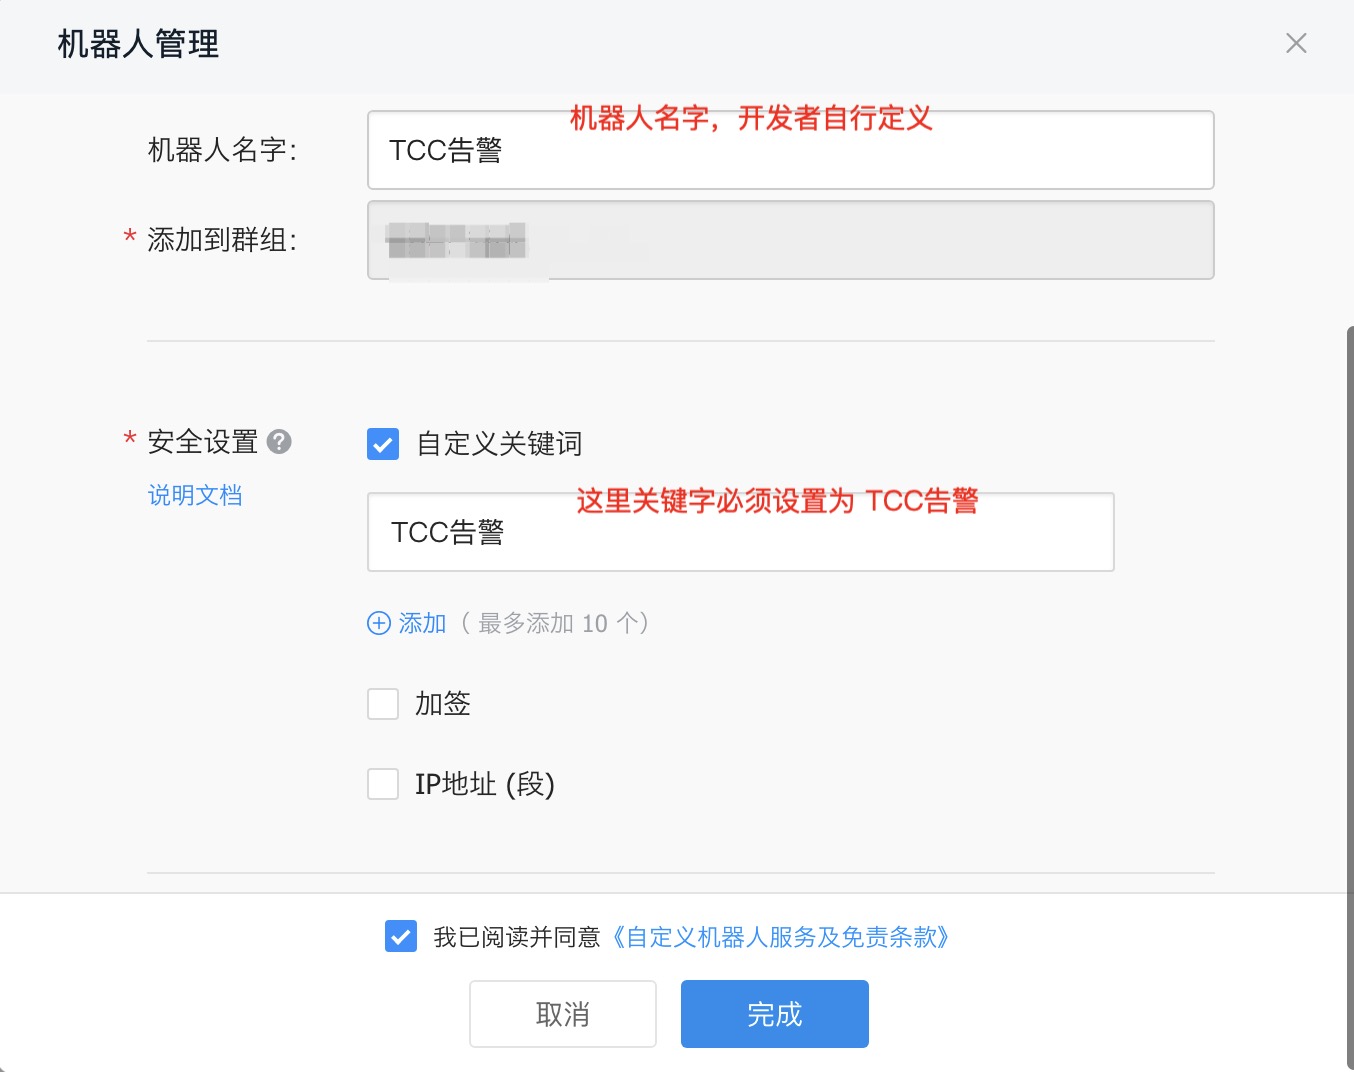 机器人管理
机器人名字，开发者自行定义
机器人名字：
TCC告警
* 添加到群组：
* 安全设置 ?
自定义关键词
说明文档
这里关键字必须设置为 TCC告警
TCC告警
添加（最多添加 10 个）
加签
IP地址 (段)
我已阅读并同意《自定义机器人服务及免责条款》
取消
完成